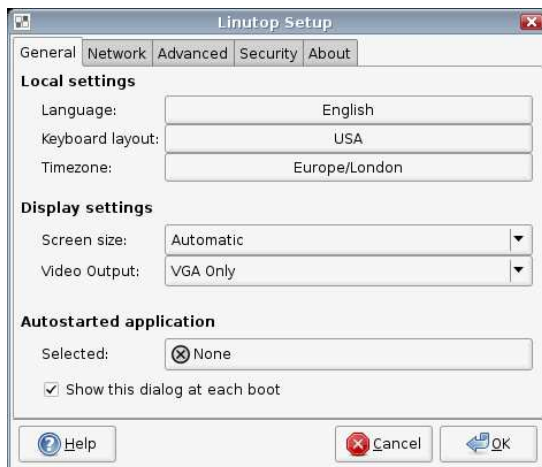 Linutop Setup
General Network Advanced Security About
Local settings
Language: English
Keyboard layout: USA
Timezone: Europe/London
Display settings
Screen size: Automatic
Video Output: VGA Only
Autostarted application
Selected: None
Show this dialog at each boot
Help Cancel OK